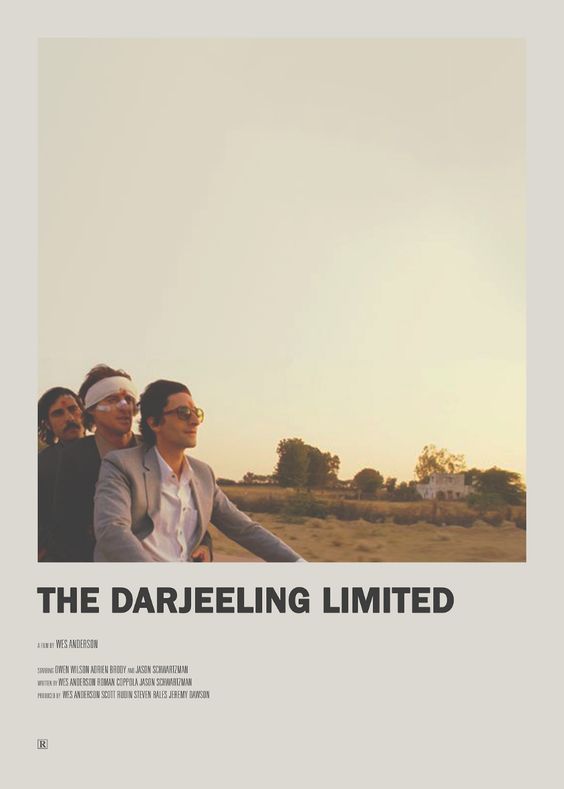 THE DARJEELING LIMITED
A FILM BY WES ANDERSON
STARRING OWEN WILSON ADRIEN BRODY AND JASON SCHWARTZMAN
WRITTEN BY WES ANDERSON ROMAN COPPOLA JASON SCHWARTZMAN
PRODUCED BY WES ANDERSON SCOTT RUDIN STEVEN RALES JEREMY DAWSON
R